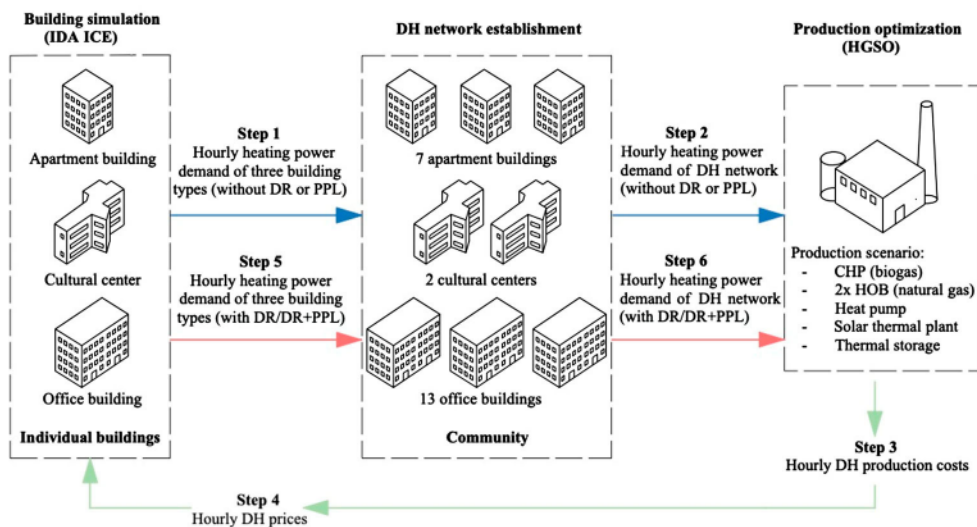 Building simulation
(IDA ICE)
Apartment building
Cultural center
Office building
Individual buildings
Step 1
Hourly heating power
demand of three building
types (without DR or PPL)
Step 5
Hourly heating power
demand of three building
types (with DR/DR+PPL)
DH network establishment
7 apartment buildings
2 cultural centers
13 office buildings
Community
Step 2
Hourly heating power
demand of DH network
(without DR or PPL)
Step 6
Hourly heating power
demand of DH network
(with DR/DR+PPL)
Production optimization
(HGSO)
Production scenario:
- CHP (biogas)
- 2x HOB (natural gas)
- Heat pump
- Solar thermal plant
- Thermal storage
Step 3
Hourly DH production costs
Step 4
Hourly DH prices